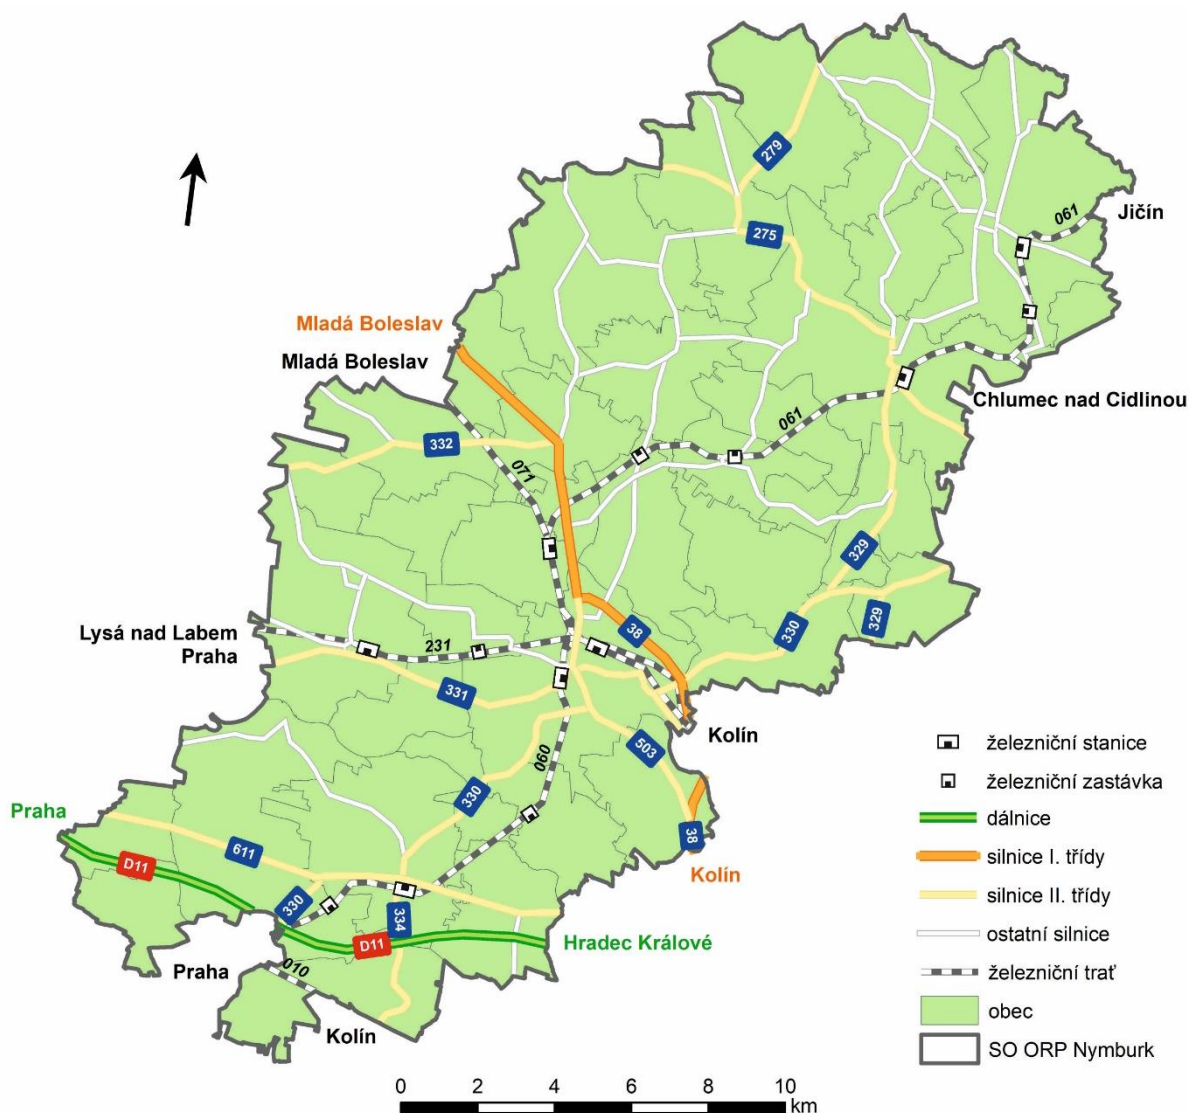 279
061
Jičín
275
Mladá Boleslav
Mladá Boleslav
Chlumec nad Cidlinou
061
332
071
329
329
Lysá nad Labem
Praha
231
38
330
331
Kolín
503
060
330
železniční stanice
železniční zastávka
Praha
dálnice
611
38
silnice I. třídy
D11
Kolín
silnice II. třídy
330
334
ostatní silnice
D11
Hradec Králové
Praha
010
železniční trať
obec
Kolín
SO ORP Nymburk
0 2 4 6 8 10
km